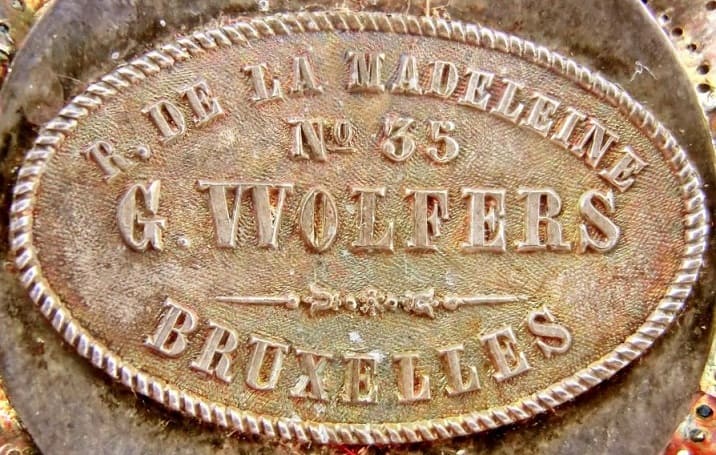 R. DE LA MADELEINE
No 35
G. WOLFERS
BRUXELLES